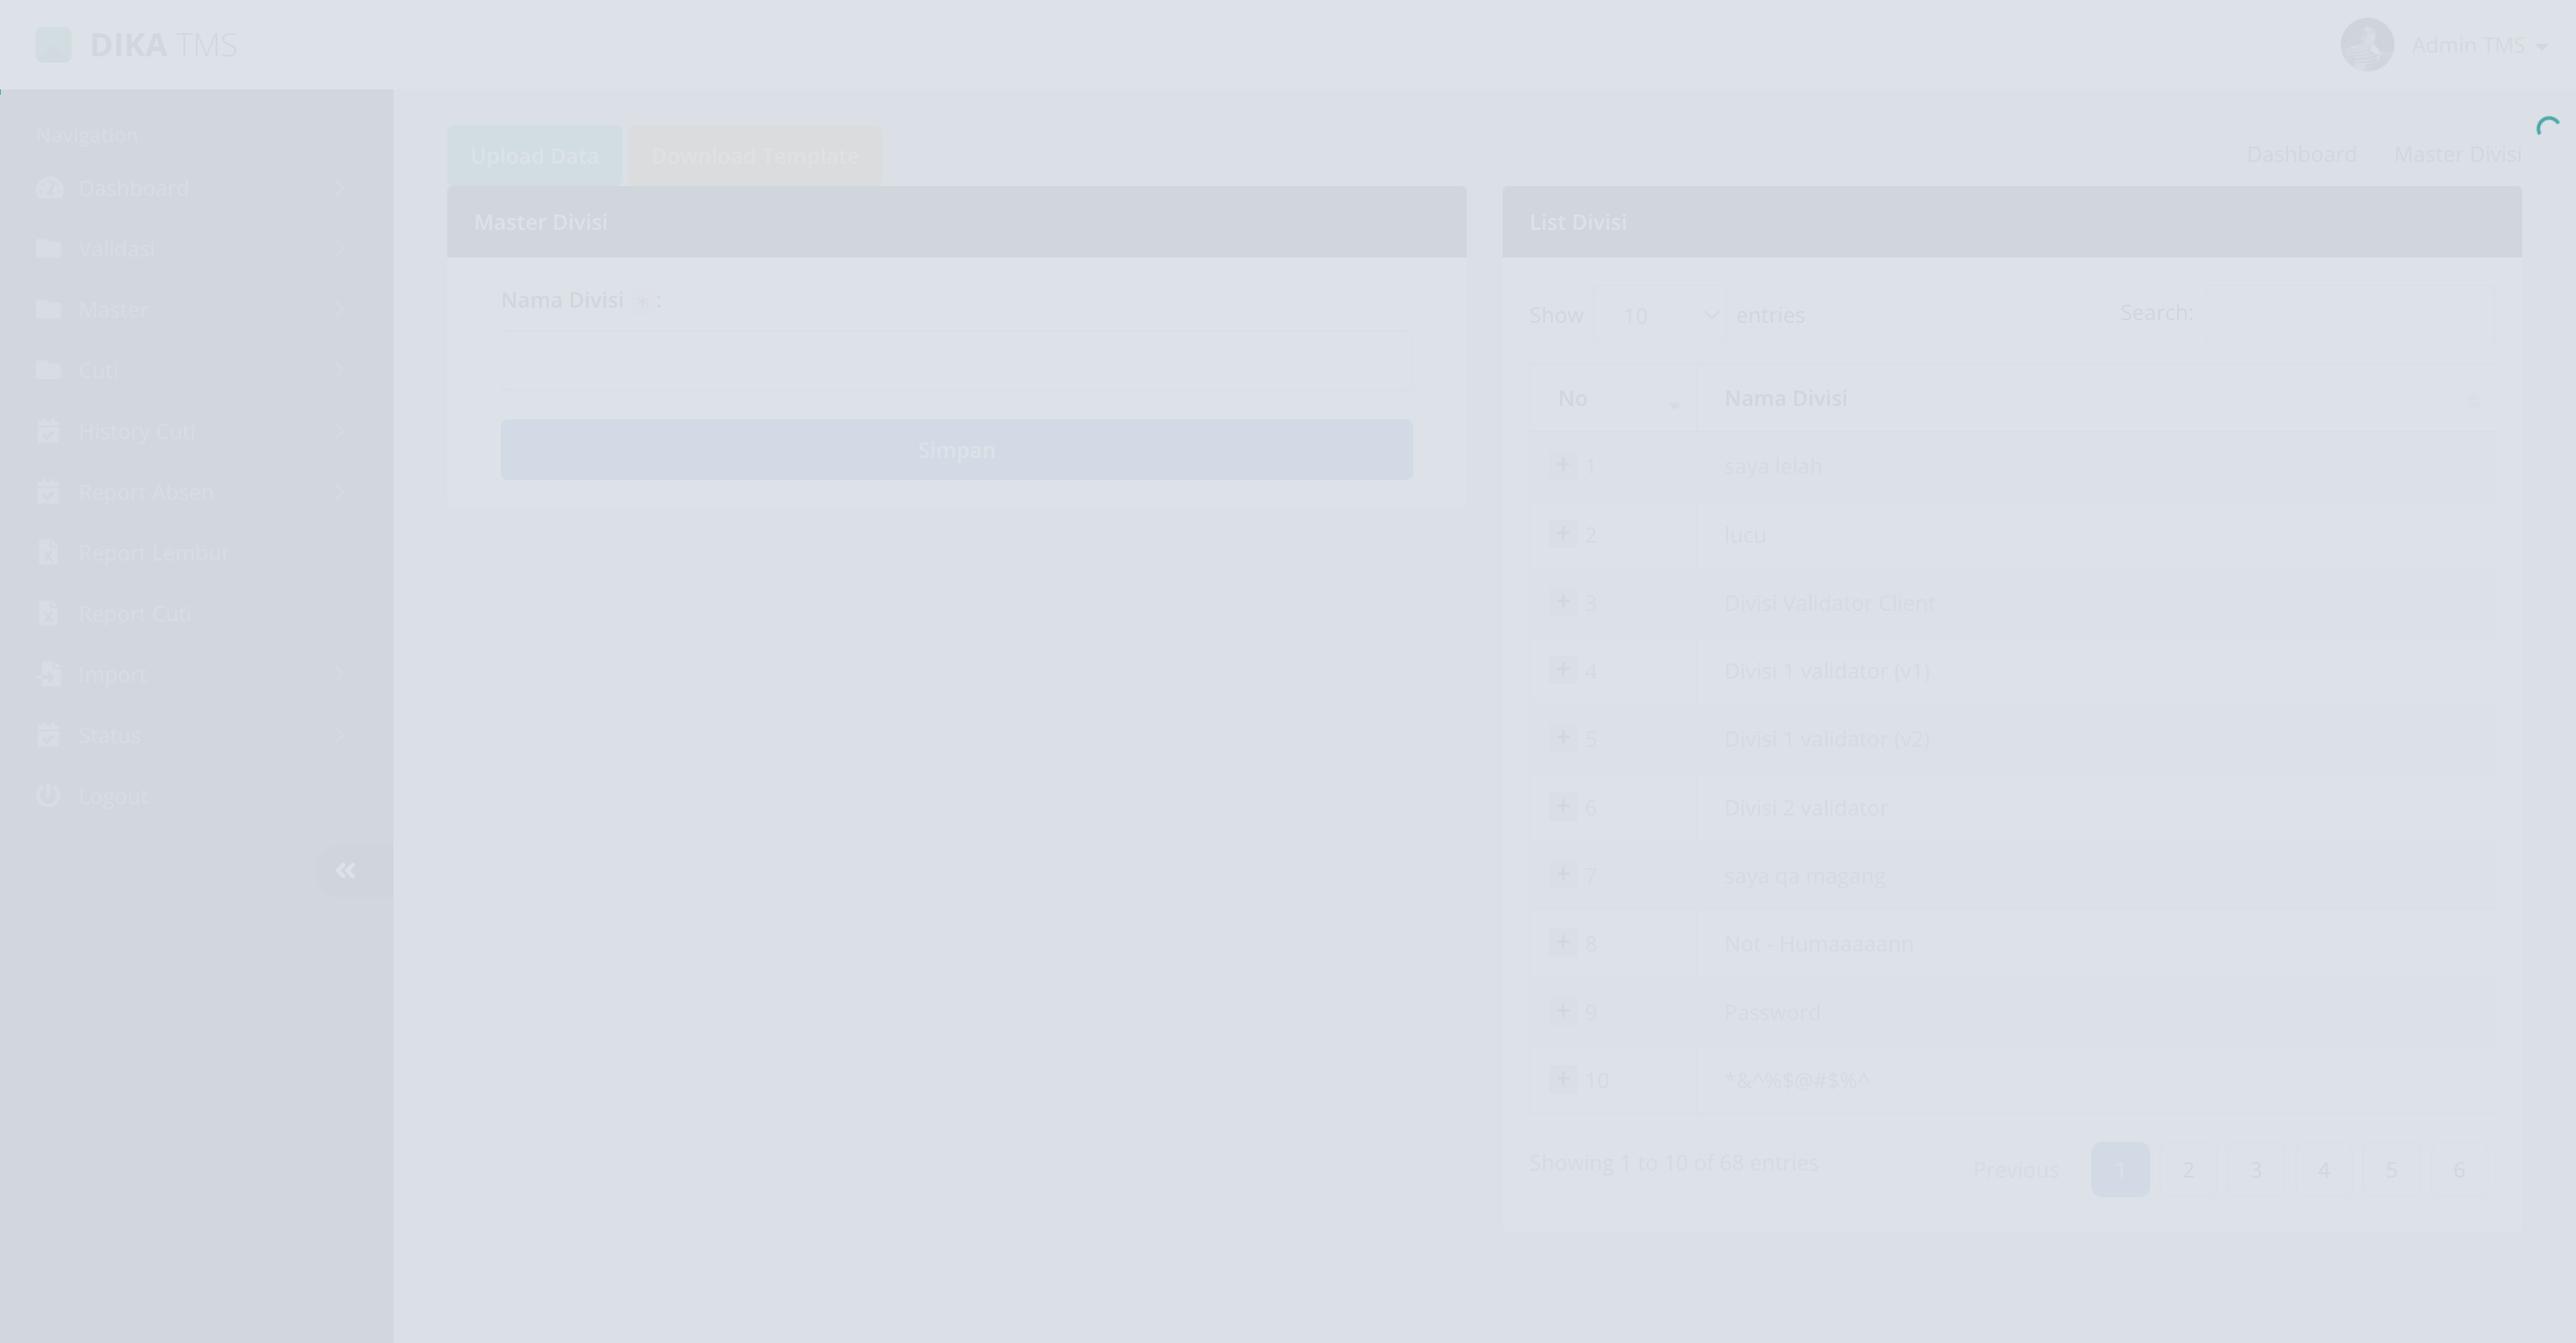 DIKA TMS
Admin TMS
Navigation
Dashboard
Validasi
Master
Cuti
History Cuti
Report Absen
Report Lembur
Report Cuti
Import
Status
Logout
Upload Data
Download Template
Dashboard
Master Divisi
Master Divisi
Nama Divisi * :
Simpan
List Divisi
Show 10 entries
Search:
No Nama Divisi
+ 1 saya lelah
+ 2 lucu
+ 3 Divisi Validator Client
+ 4 Divisi 1 validator (v1)
+ 5 Divisi 1 validator (v2)
+ 6 Divisi 2 validator
+ 7 saya qa magang
+ 8 Not - Humaaaaann
+ 9 Password
+ 10 *&^%$@#$%^
Showing 1 to 10 of 68 entries
Previous 1 2 3 4 5 6